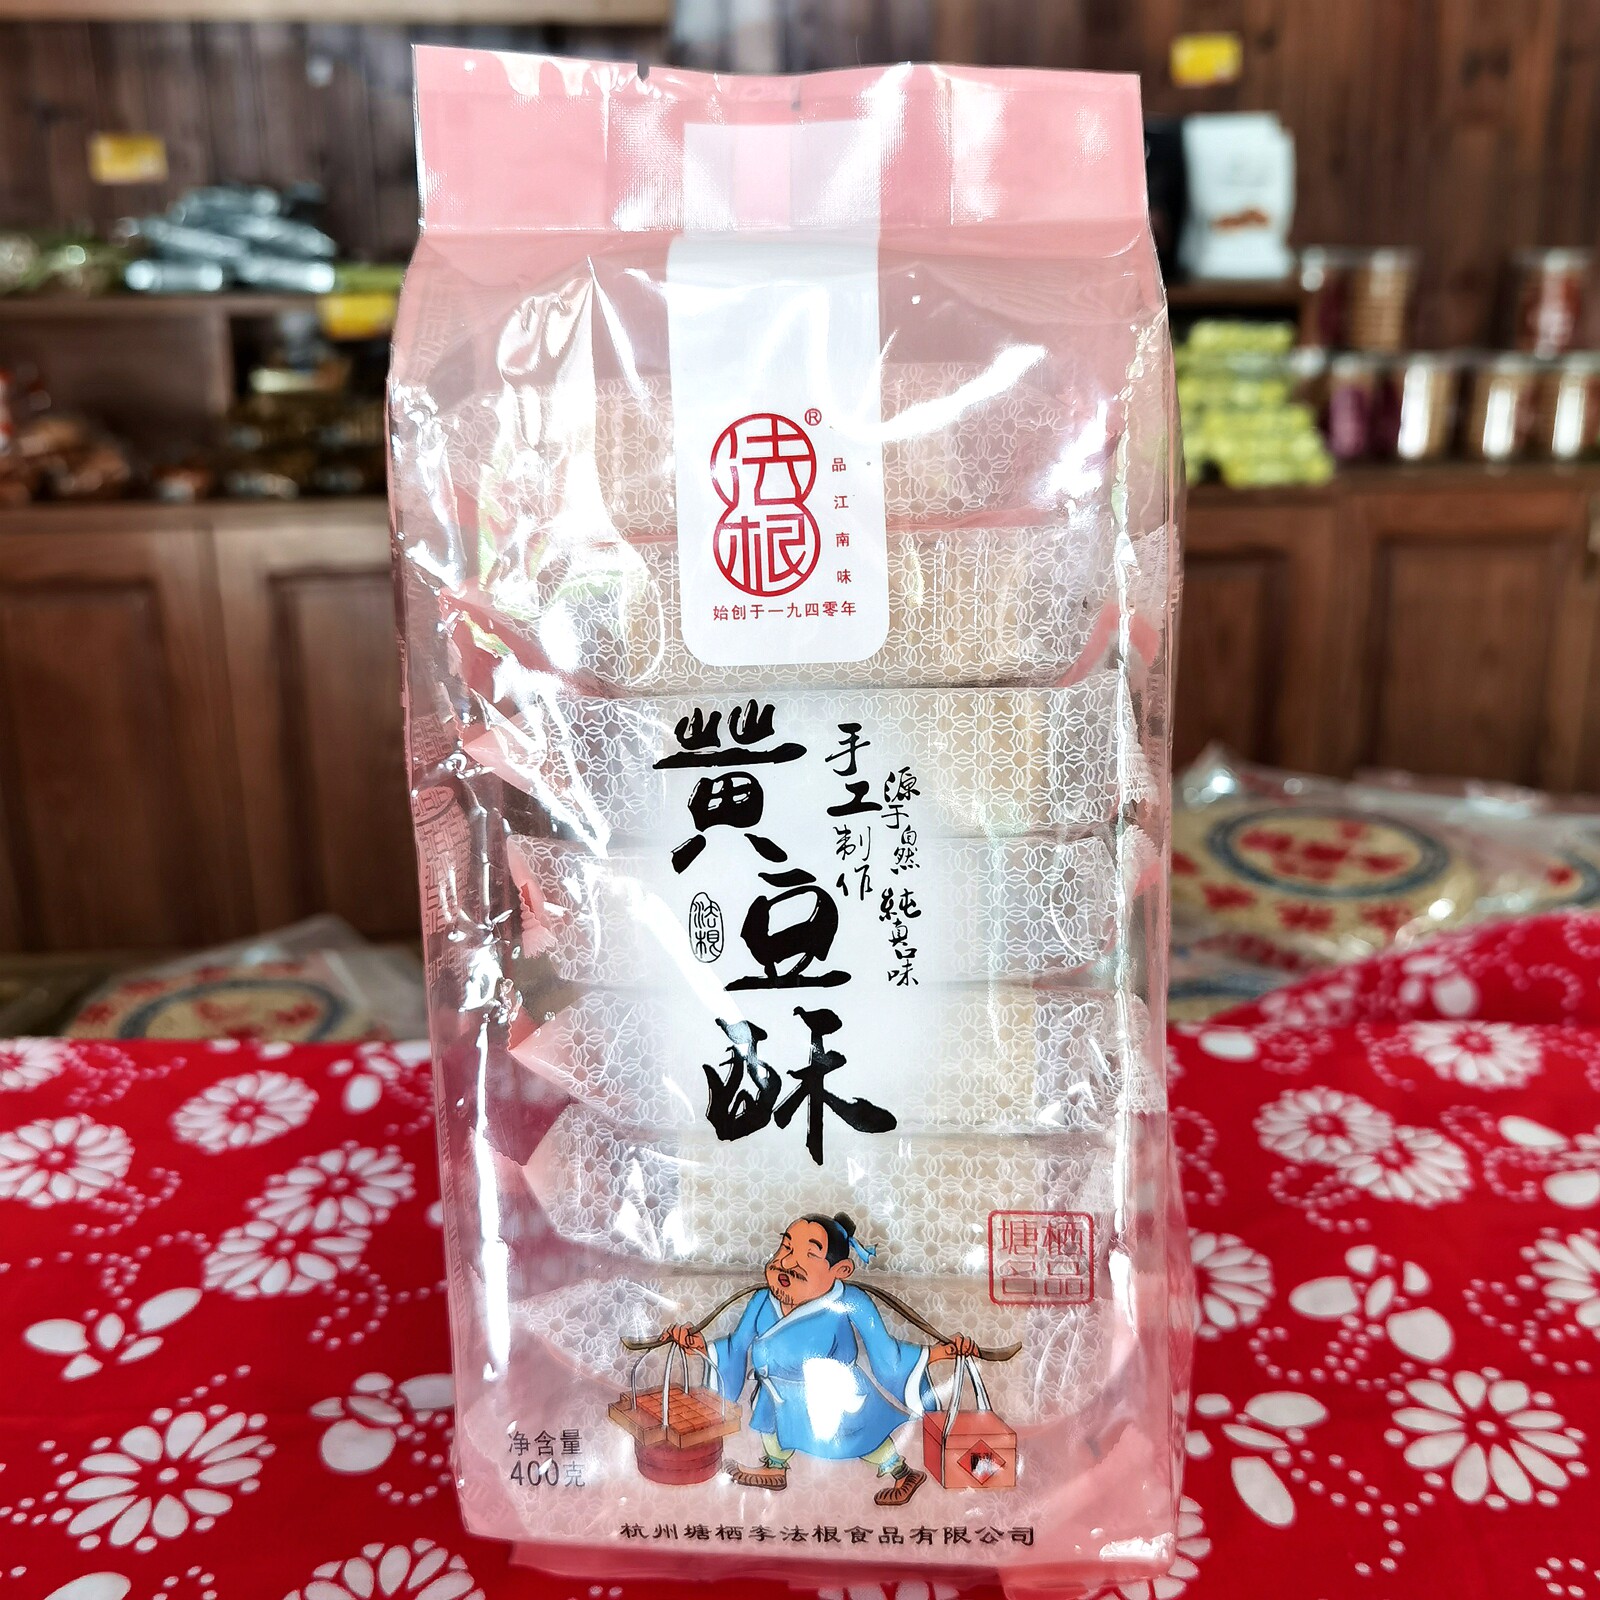 法根®
品江南味
始创于一九四零年
黄豆酥
法根
手工制作
源于自然
纯真口味
塘栖
名品
净含量
400克
杭州塘栖李法根食品有限公司